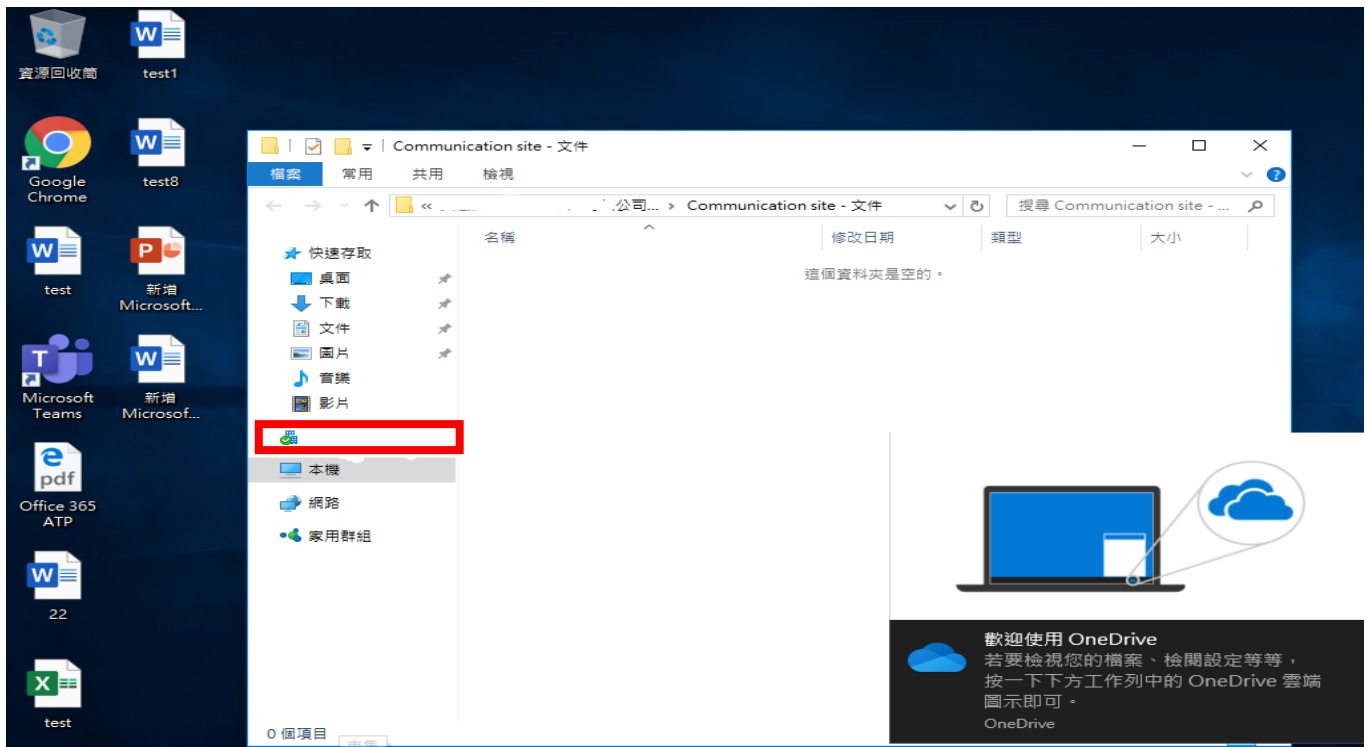 資源回收筒
test1
Google
Chrome
test8
test
新增
Microsoft...
Microsoft
Teams
新增
Microsof...
pdf
Office 365
ATP
22
test
Communication site - 文件
檔案 常用 共用 檢視
« 公司... › Communication site - 文件
搜尋 Communication site - ...
名稱 修改日期 類型 大小
這個資料夾是空的。
快速存取
桌面
下載
文件
圖片
音樂
影片
本機
網路
家用群組
0 個項目
歡迎使用 OneDrive
若要檢視您的檔案、檢閱設定等等，
按一下下方工作列中的 OneDrive 雲端
圖示即可。
OneDrive